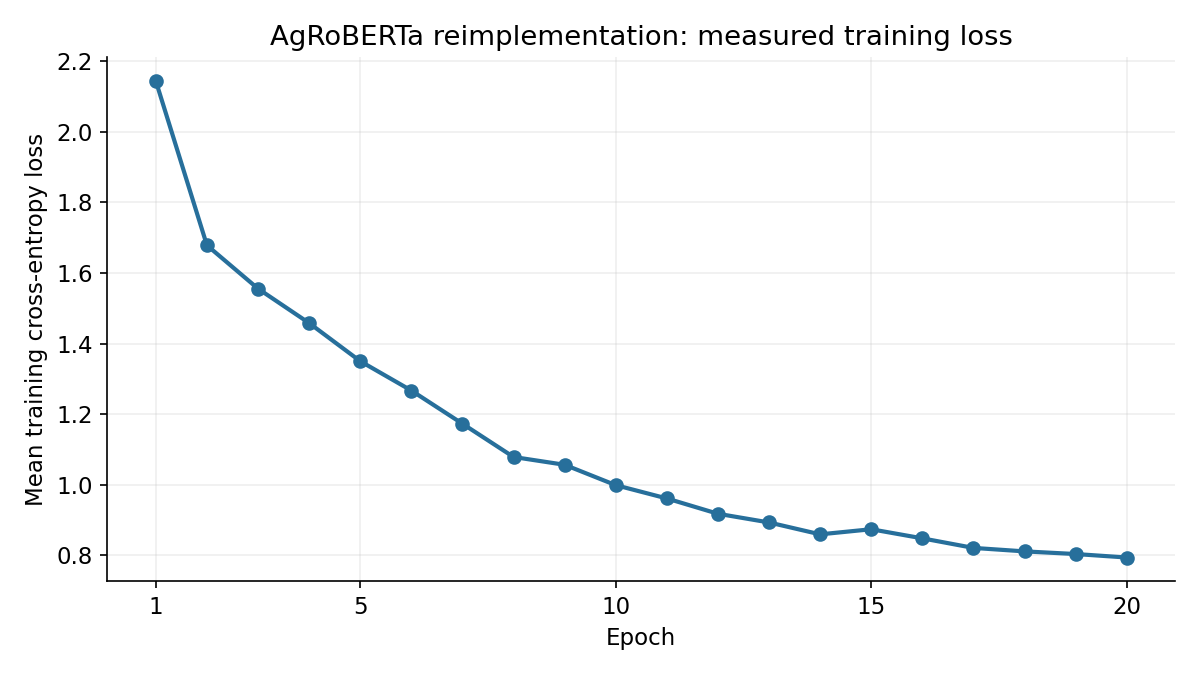 AgRoBERTa reimplementation: measured training loss
Mean training cross-entropy loss
2.2
2.0
1.8
1.6
1.4
1.2
1.0
0.8
1 5 10 15 20
Epoch